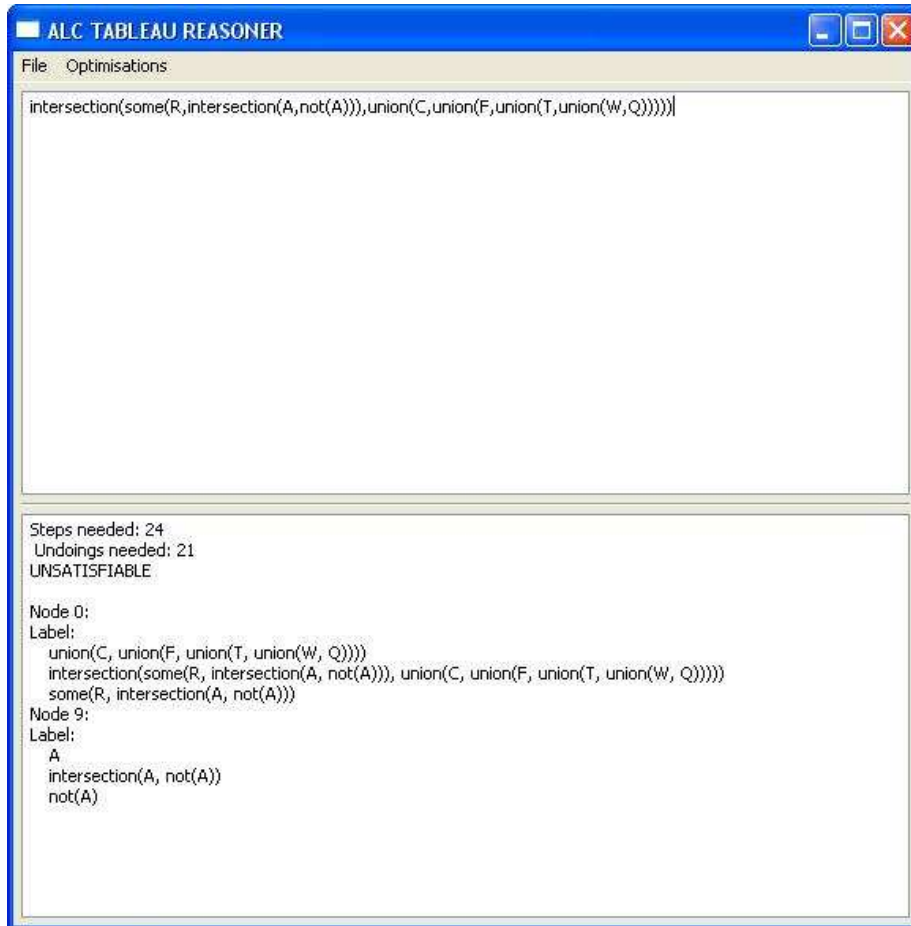 ALC TABLEAU REASONER
File Optimisations
intersection(some(R,intersection(A,not(A))),union(C,union(F,union(T,union(W,Q)))))
Steps needed: 24
Undoings needed: 21
UNSATISFIABLE
Node 0:
Label:
union(C, union(F, union(T, union(W, Q))))
intersection(some(R, intersection(A, not(A))), union(C, union(F, union(T, union(W, Q)))))
some(R, intersection(A, not(A)))
Node 9:
Label:
A
intersection(A, not(A))
not(A)